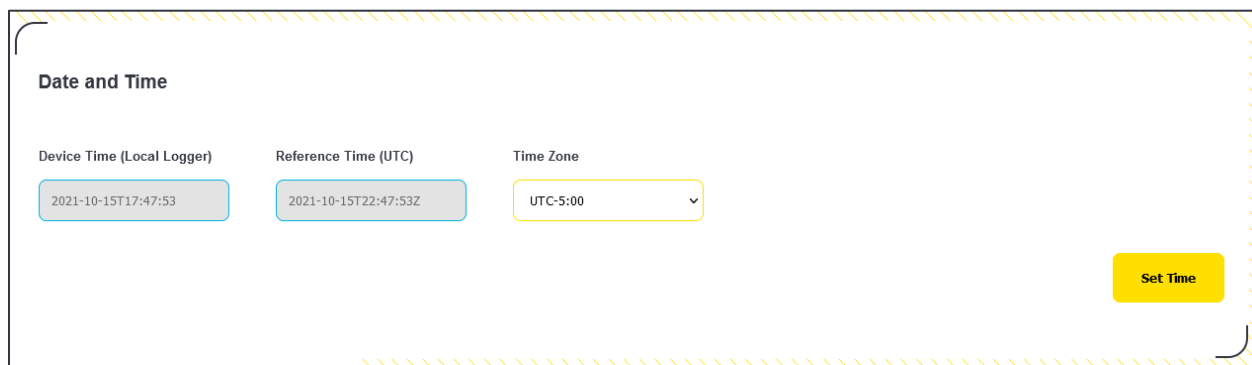 Date and Time
Device Time (Local Logger) Reference Time (UTC) Time Zone
2021-10-15T17:47:53 2021-10-15T22:47:53Z UTC-5:00
Set Time